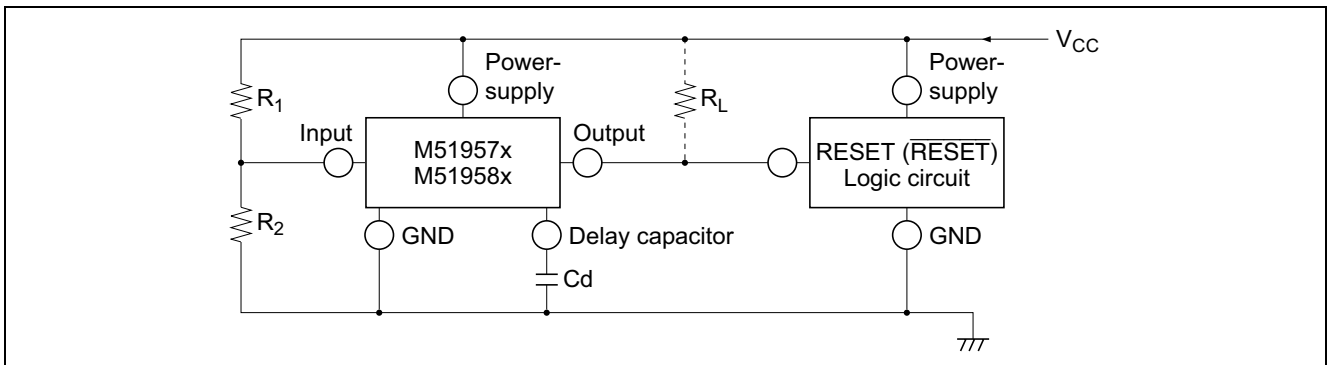 V_CC
Power-
supply
Power-
supply
R_1
R_L
Input
Output
M51957x
M51958x
RESET (R̅E̅S̅E̅T̅)
Logic circuit
R_2
GND
Delay capacitor
GND
Cd